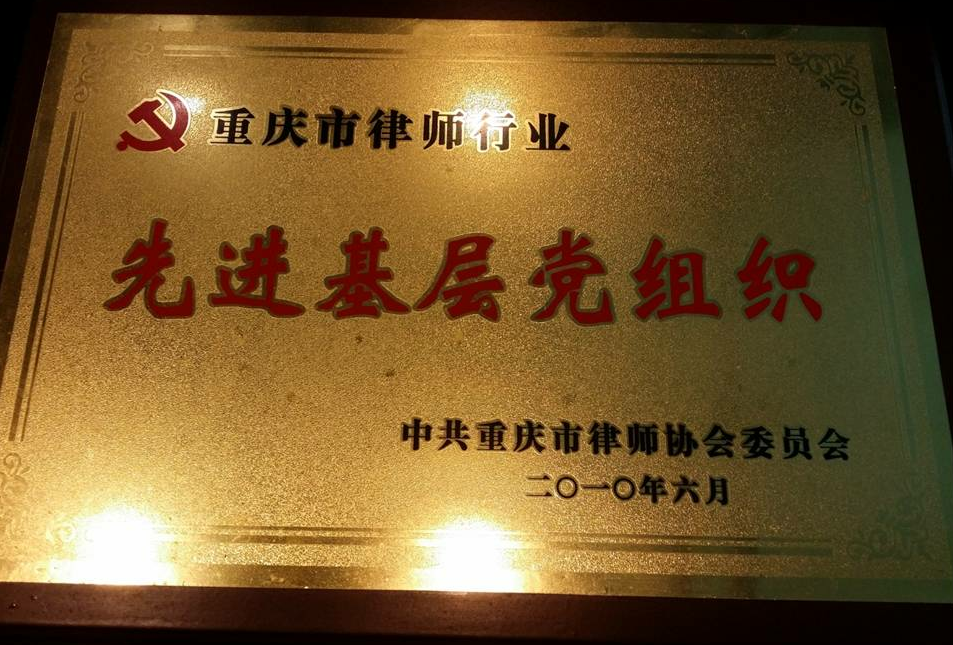 重庆市律师行业
先进基层党组织
中共重庆市律师协会委员会
二〇一〇年六月